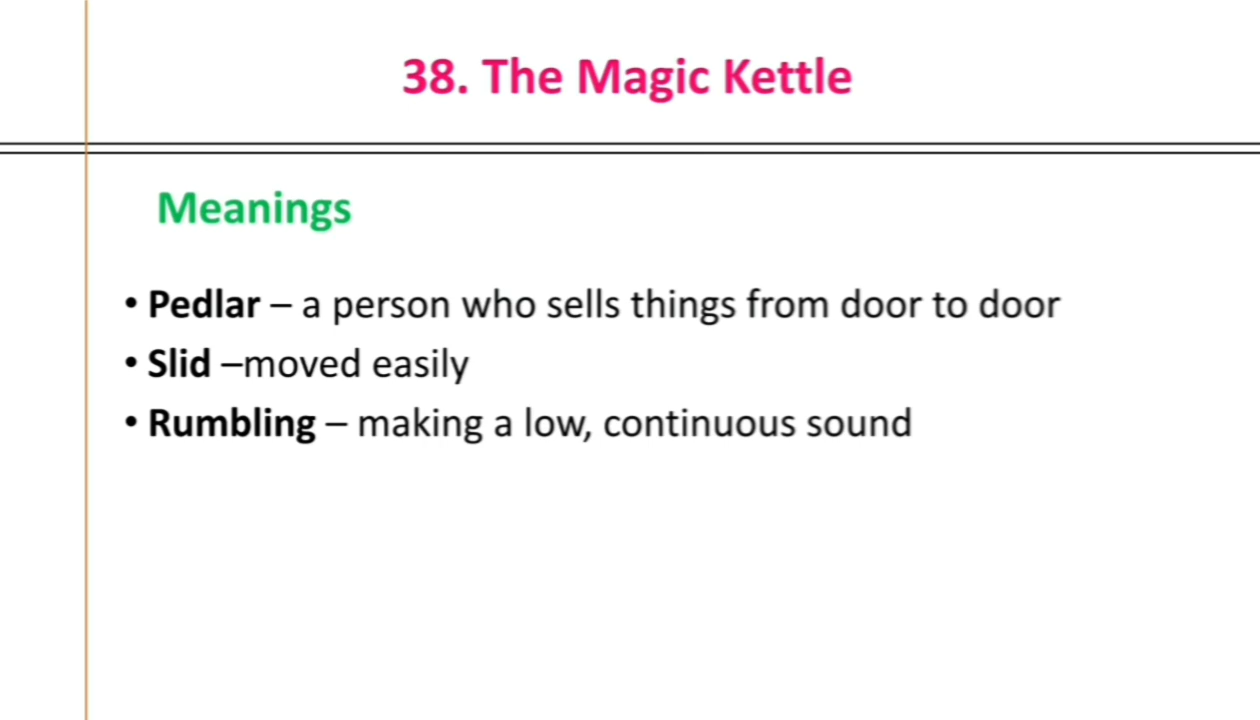 38. The Magic Kettle
Meanings
• Pedlar – a person who sells things from door to door
• Slid –moved easily
• Rumbling – making a low, continuous sound